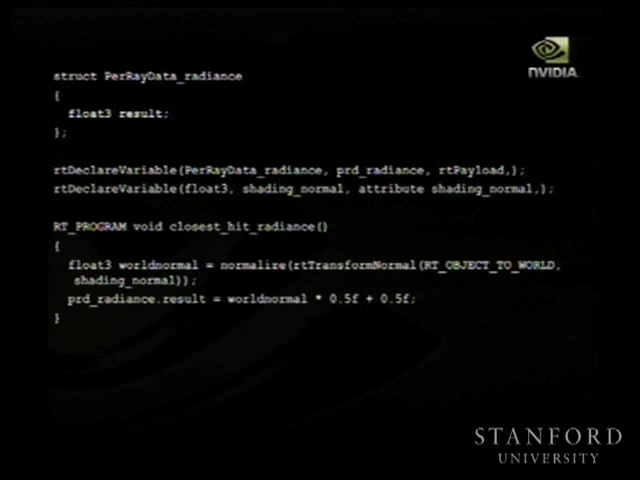 NVIDIA
struct PerRayData_radiance
{
float3 result;
};
rtDeclareVariable(PerRayData_radiance, prd_radiance, rtPayload,);
rtDeclareVariable(float3, shading_normal, attribute shading_normal,);
RT_PROGRAM void closest_hit_radiance()
{
float3 worldnormal = normalize(rtTransformNormal(RT_OBJECT_TO_WORLD,
shading_normal));
prd_radiance.result = worldnormal * 0.5f + 0.5f;
}
STANFORD
UNIVERSITY